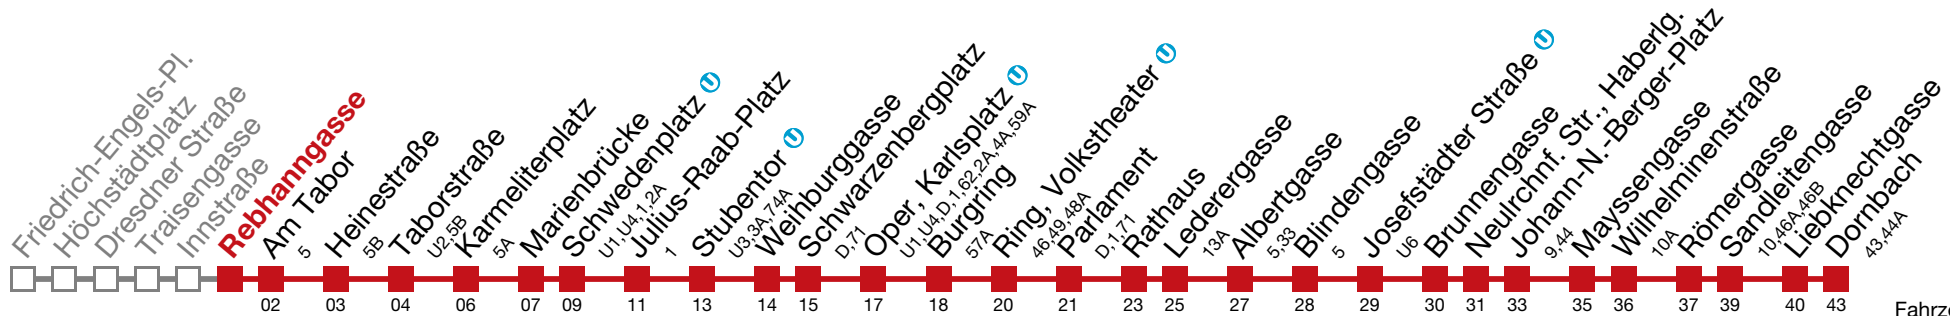 Friedrich-Engels-Pl.
Höchstädtplatz
Dresdner Straße
Traisengasse
Innstraße
Rebhanngasse
Am Tabor
5
Heinestraße
5B
Taborstraße
U2,5B
Karmeliterplatz
5A
Marienbrücke
Schwedenplatz U
U1, U4,1,2A
Julius-Raab-Platz
1
Stubentor U
U3,3A,74A
Weihburggasse
Schwarzenbergplatz
D,71
Oper, Karlsplatz U
U1, U4,D,1,62,2A,4A,59A
Burgring
57A
Ring, Volkstheater U
46,49,48A
Parlament
D,1,71
Rathaus
Lederergasse
13A
Albertgasse
5,33
Blindengasse
5
Josefstädter Straße U
U6
Brunnengasse
Neulrchnf. Str., Haberlg.
Johann-N.-Berger-Platz
9,44
Mayssengasse
Wilhelminenstraße
10A
Römergasse
Sandleitengasse
10,46A,46B
Liebknechtgasse
Dornbach
43,44A
02 03 04 06 07 09 11 13 14 15 17 18 20 21 23 25 27 28 29 30 31 33 35 36 37 39 40 43